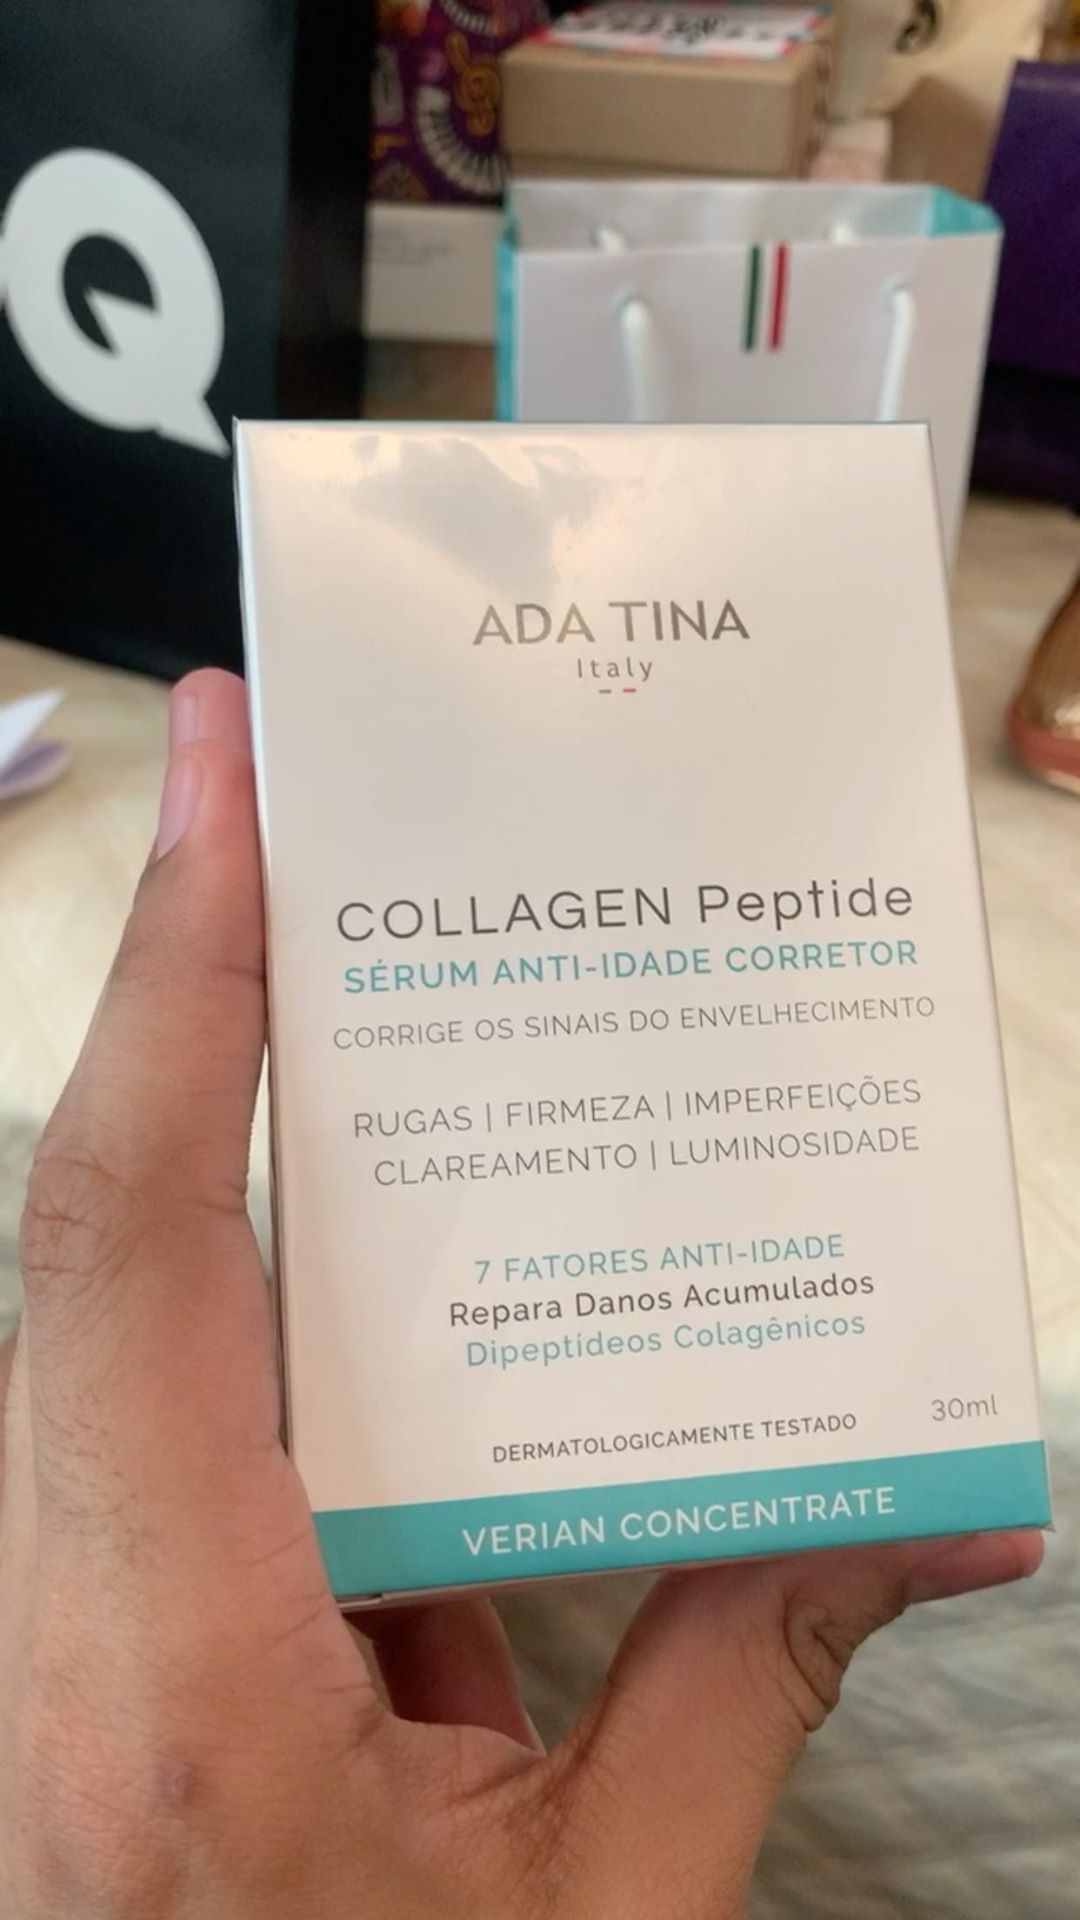 ADA TINA
Italy
COLLAGEN Peptide
SÉRUM ANTI-IDADE CORRETOR
CORRIGE OS SINAIS DO ENVELHECIMENTO
RUGAS | FIRMEZA | IMPERFEIÇÕES
CLAREAMENTO | LUMINOSIDADE
7 FATORES ANTI-IDADE
Repara Danos Acumulados
Dipeptídeos Colagênicos
DERMATOLOGICAMENTE TESTADO
30ml
VERIAN CONCENTRATE